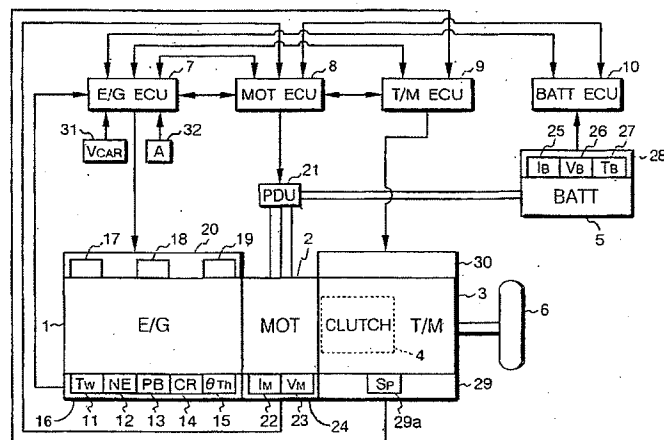 7 8 9 10
E/G ECU MOT ECU T/M ECU BATT ECU
31 32 25 26 27
VCAR A 21 IB VB TB 28
PDU BATT
20 5
17 18 19 2 30
3 6
1 E/G MOT CLUTCH T/M
4
TW NE PB CR θTh IM VM SP 29
16 11 12 13 14 15 22 23 24 29a